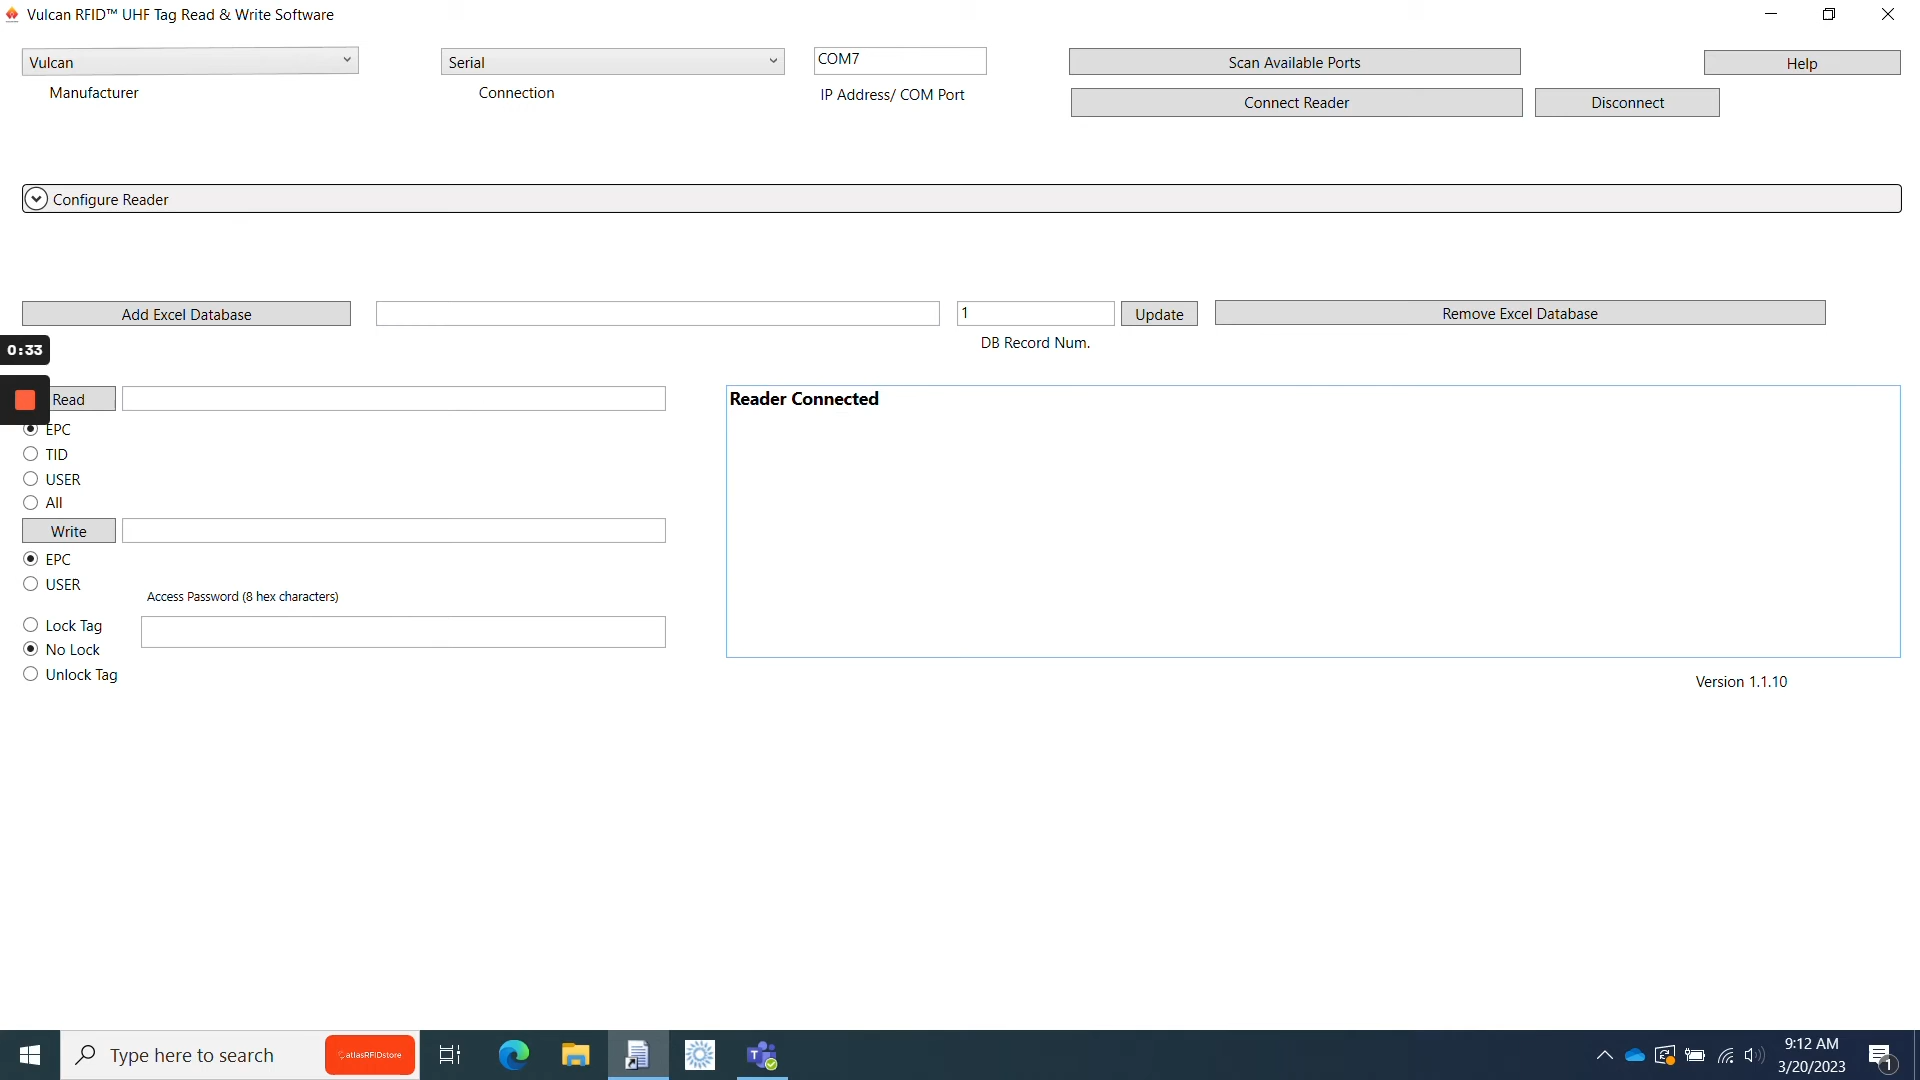 Vulcan RFID™ UHF Tag Read & Write Software
Vulcan
Serial
COM7
Scan Available Ports
Help
Manufacturer
Connection
IP Address/ COM Port
Connect Reader
Disconnect
Configure Reader
Add Excel Database
1
Update
Remove Excel Database
DB Record Num.
0:33
Read
Reader Connected
EPC
TID
USER
All
Write
EPC
USER
Access Password (8 hex characters)
Lock Tag
No Lock
Unlock Tag
Version 1.1.10
Type here to search
atlasRFIDstore
9:12 AM
3/20/2023
1